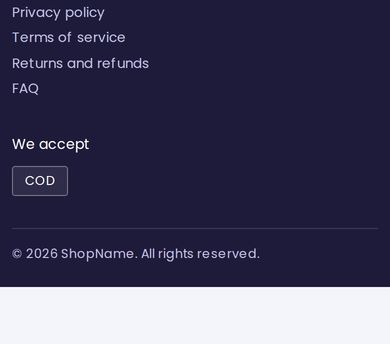 Privacy policy
Terms of service
Returns and refunds
FAQ
We accept
COD
© 2026 ShopName. All rights reserved.